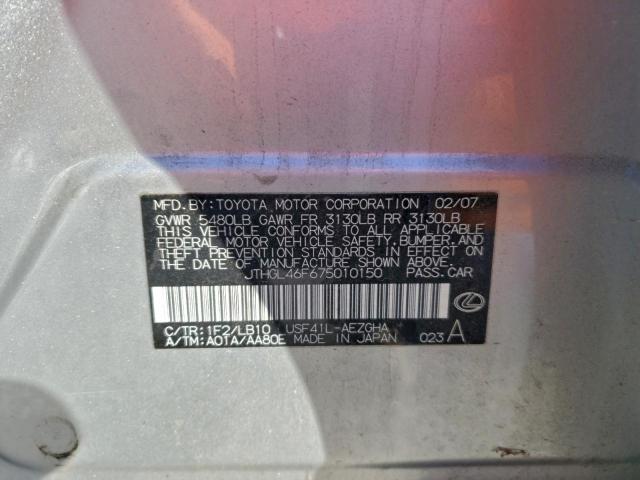 MFD.BY:TOYOTA MOTOR CORPORATION 02/07
GVWR 5480LB GAWR FR 3130LB RR 3130LB
THIS VEHICLE CONFORMS TO ALL APPLICABLE
FEDERAL MOTOR VEHICLE SAFETY, BUMPER, AND
THEFT PREVENTION STANDARDS IN EFFECT ON
THE DATE OF MANUFACTURE SHOWN ABOVE.
JTHGL46F675010150 PASS.CAR
C/TR:1F2/LB10 USF41L-AEZGHA
A/TM:A01A/AA80E MADE IN JAPAN 023 A